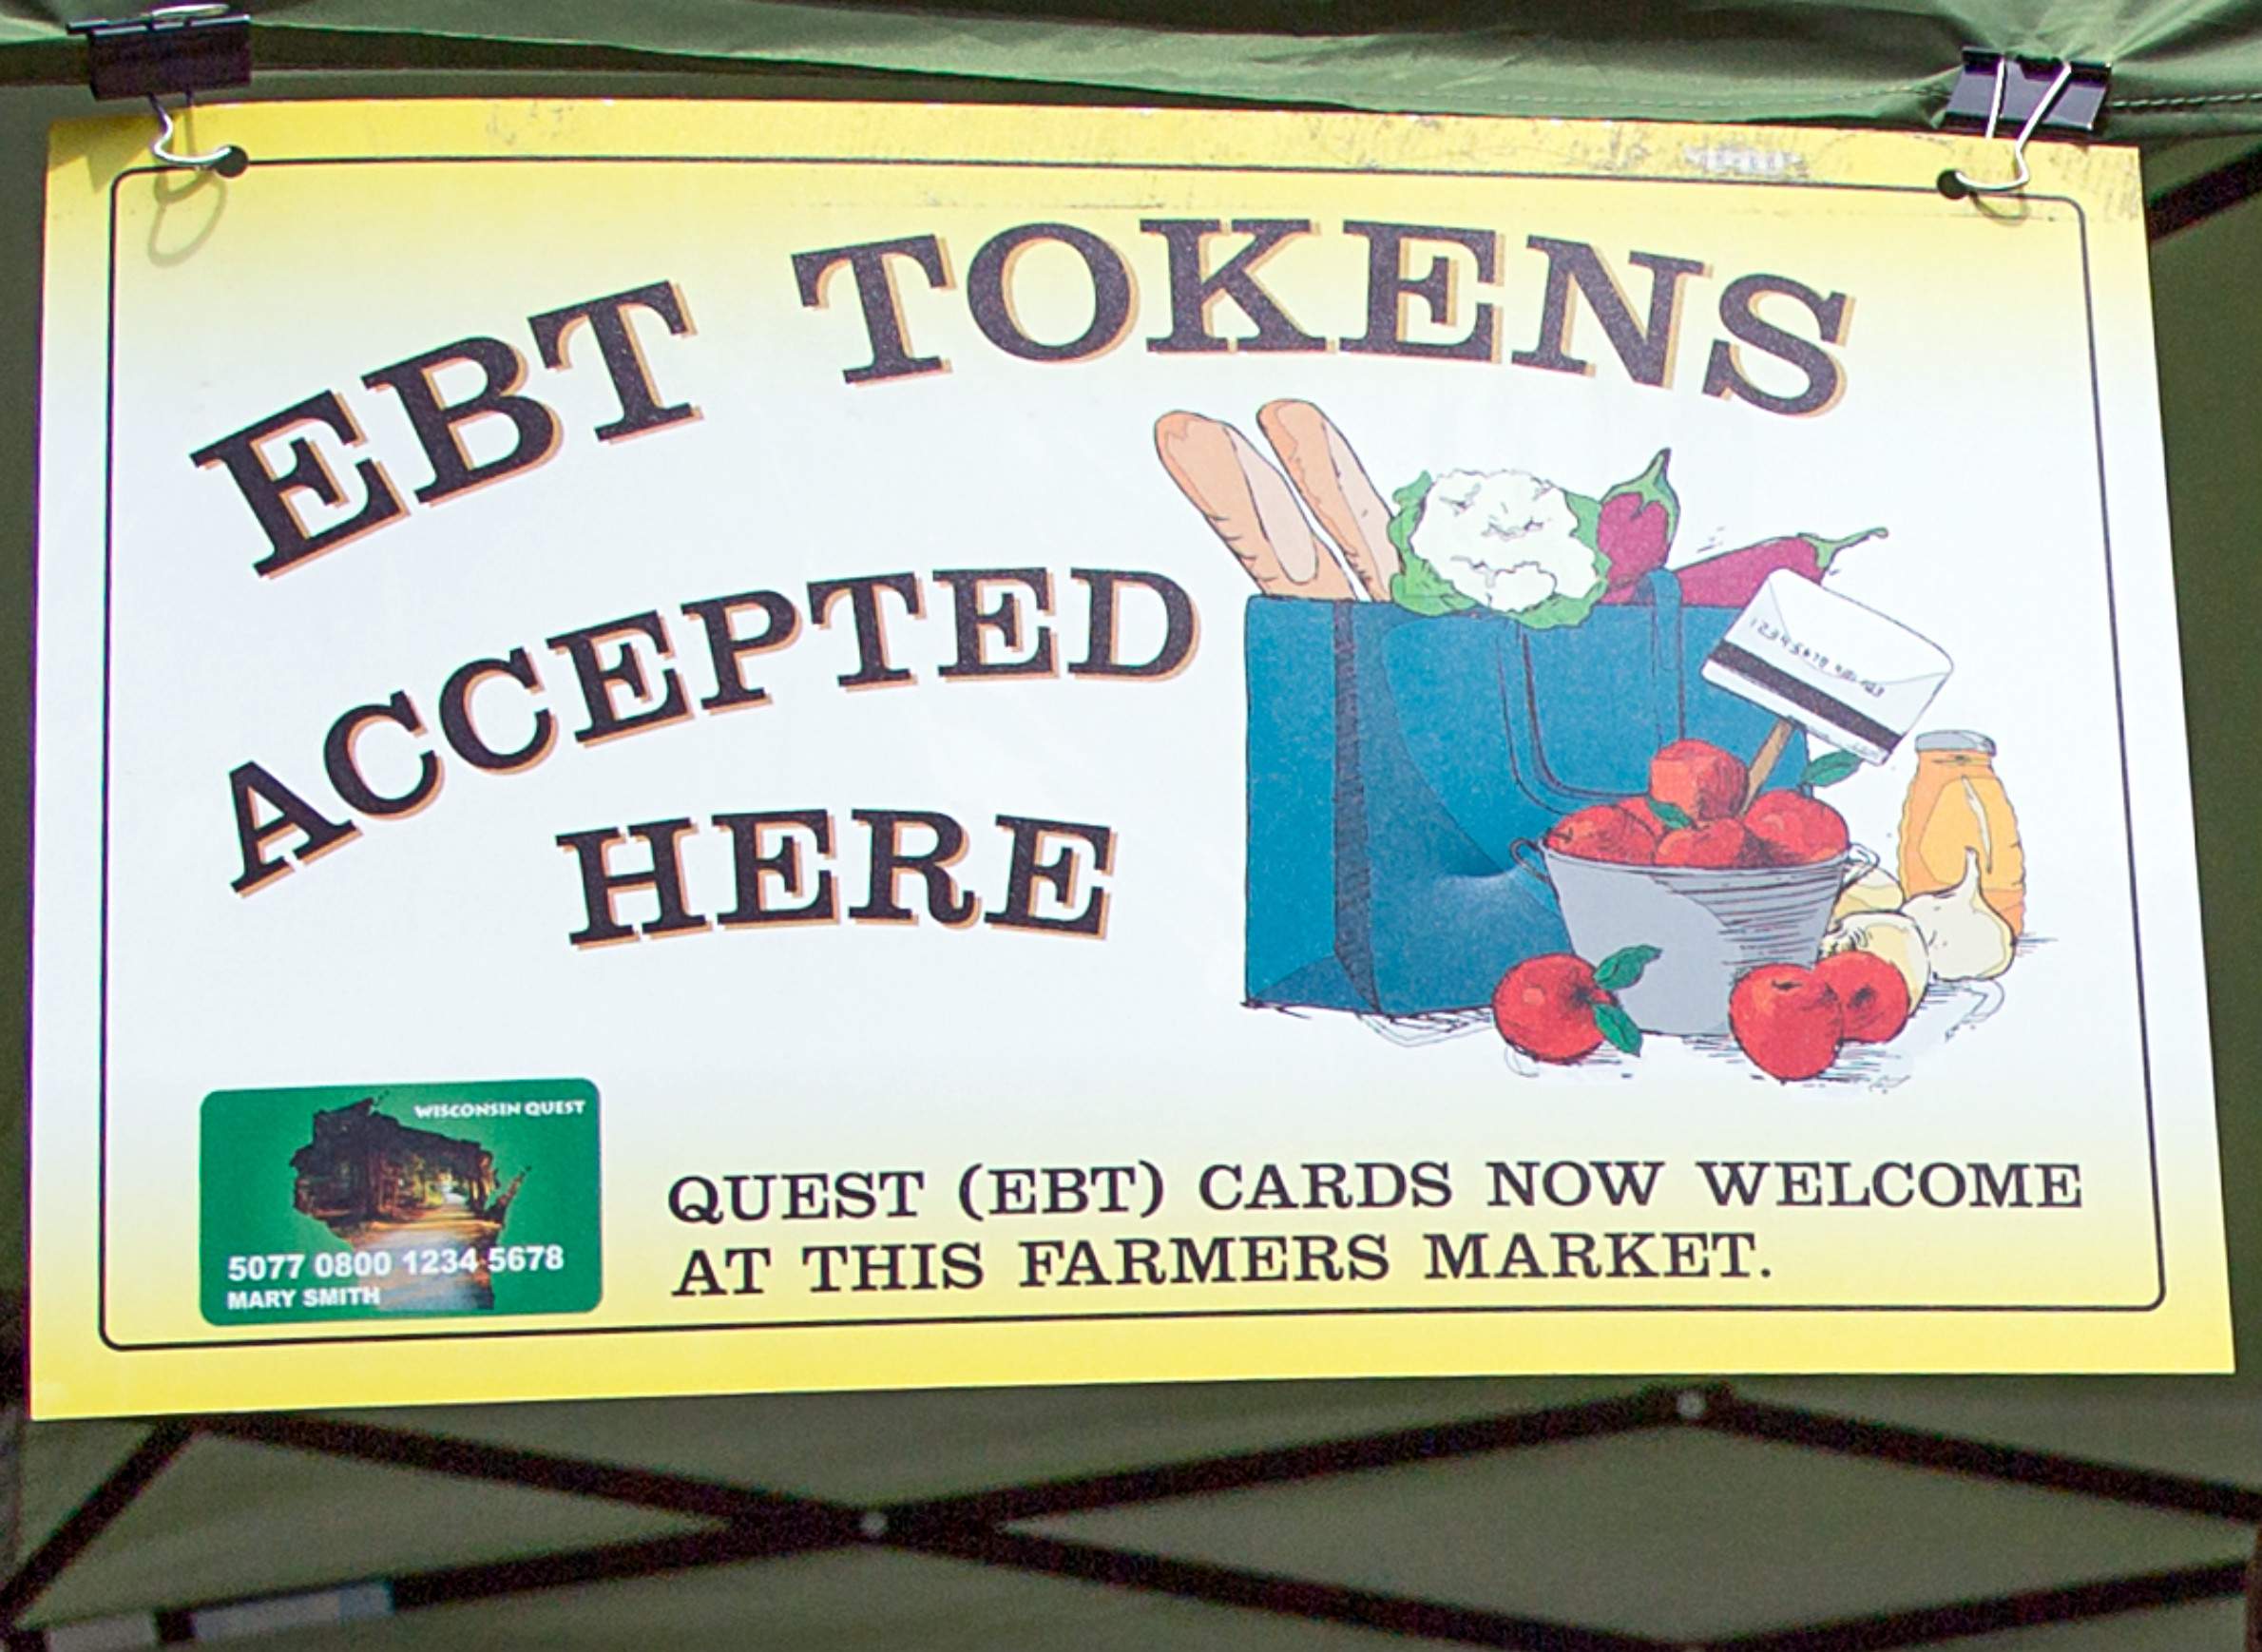 EBT TOKENS
ACCEPTED
HERE
WISCONSIN QUEST
5077 0800 1234 5678
MARY SMITH
QUEST (EBT) CARDS NOW WELCOME
AT THIS FARMERS MARKET.